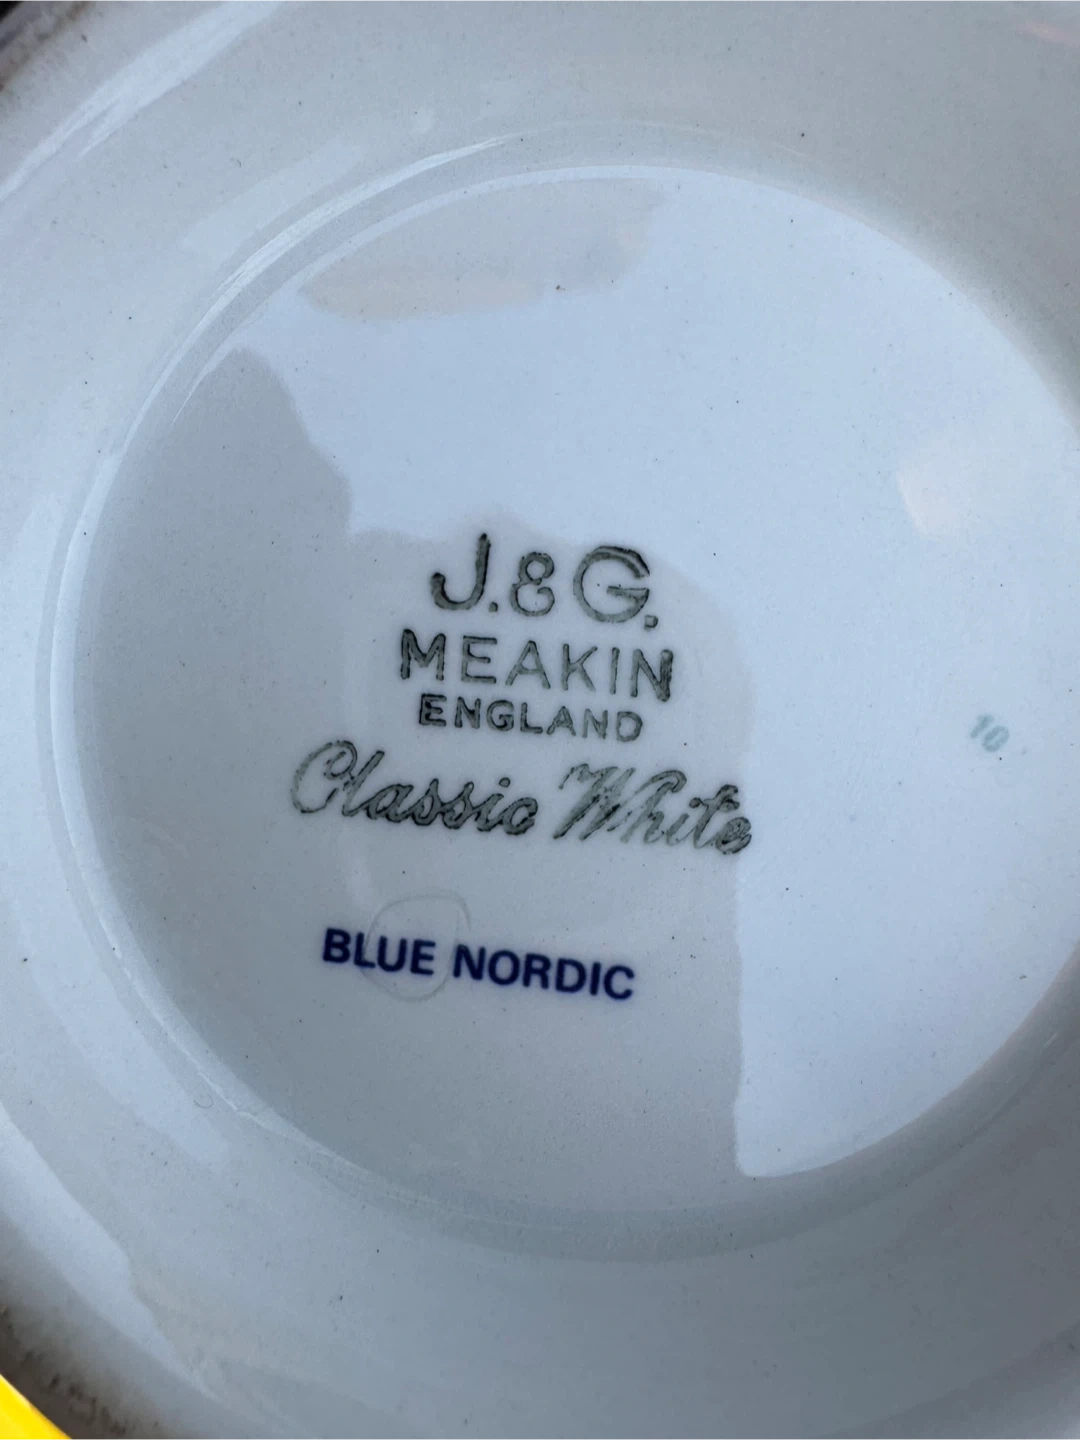 J.&G.
MEAKIN
ENGLAND
Classic White
10
BLUE NORDIC